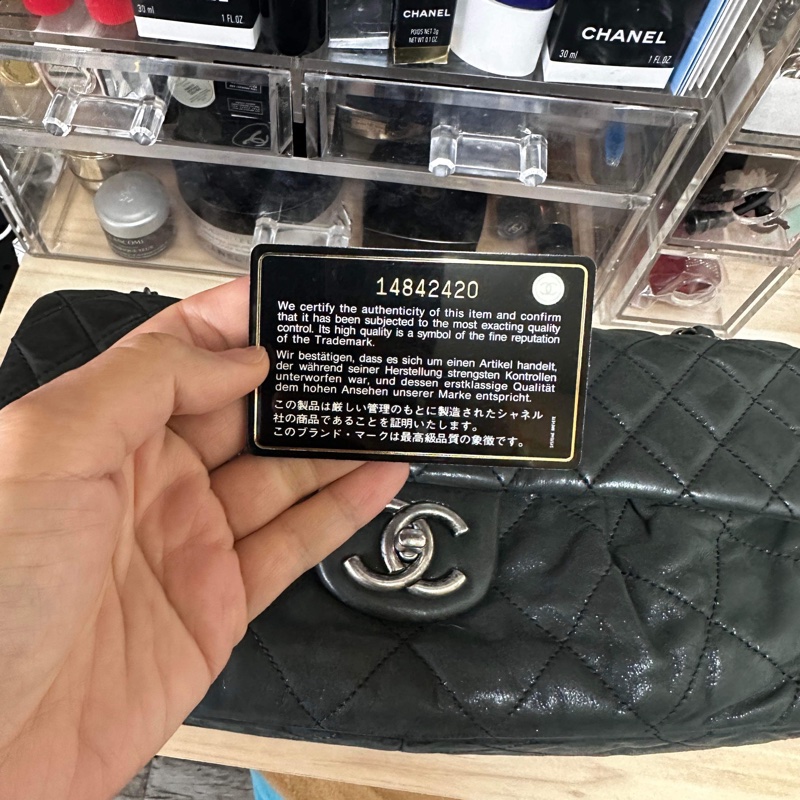 30 ml
1 FL.OZ
CHANEL
POIDS NET 3g
NET WT 0.1 OZ
CHANEL
30 ml
1 FL.OZ.
14842420
We certify the authenticity of this item and confirm
that it has been subjected to the most exacting quality
control. Its high quality is a symbol of the fine reputation
of the Trademark.
Wir bestätigen, dass es sich um einen Artikel handelt,
der während seiner Herstellung strengsten Kontrollen
unterworfen war, und dessen erstklassige Qualität
dem hohen Ansehen unserer Marke entspricht.
この製品は厳しい管理のもとに製造されたシャネル
社の商品であることを証明いたします。
このブランド・マークは最高級品質の象徴です。